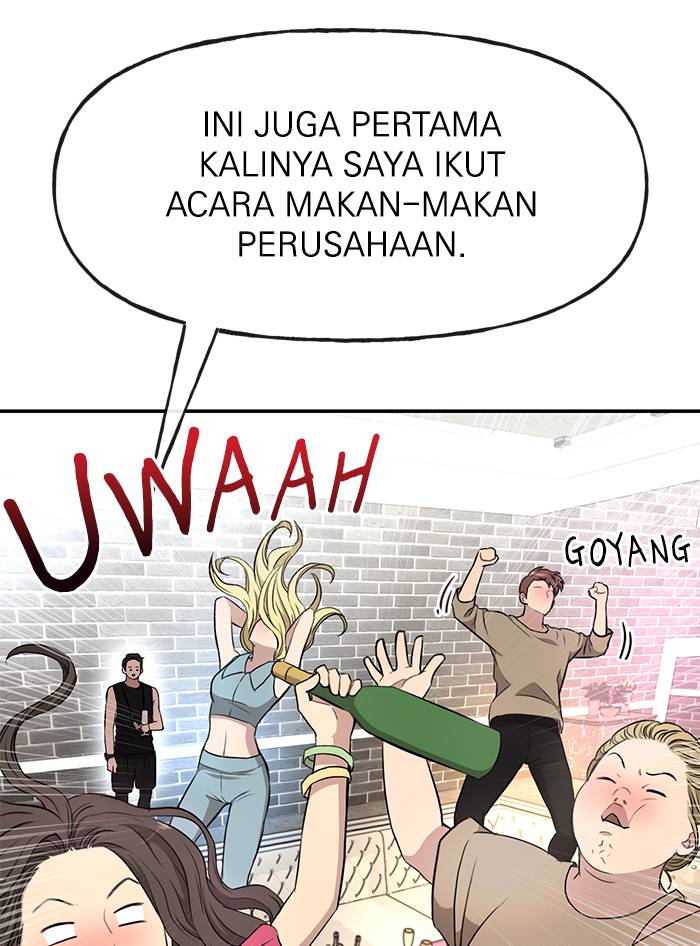 INI JUGA PERTAMA
KALINYA SAYA IKUT
ACARA MAKAN-MAKAN
PERUSAHAAN.
UWAAH
GOYANG